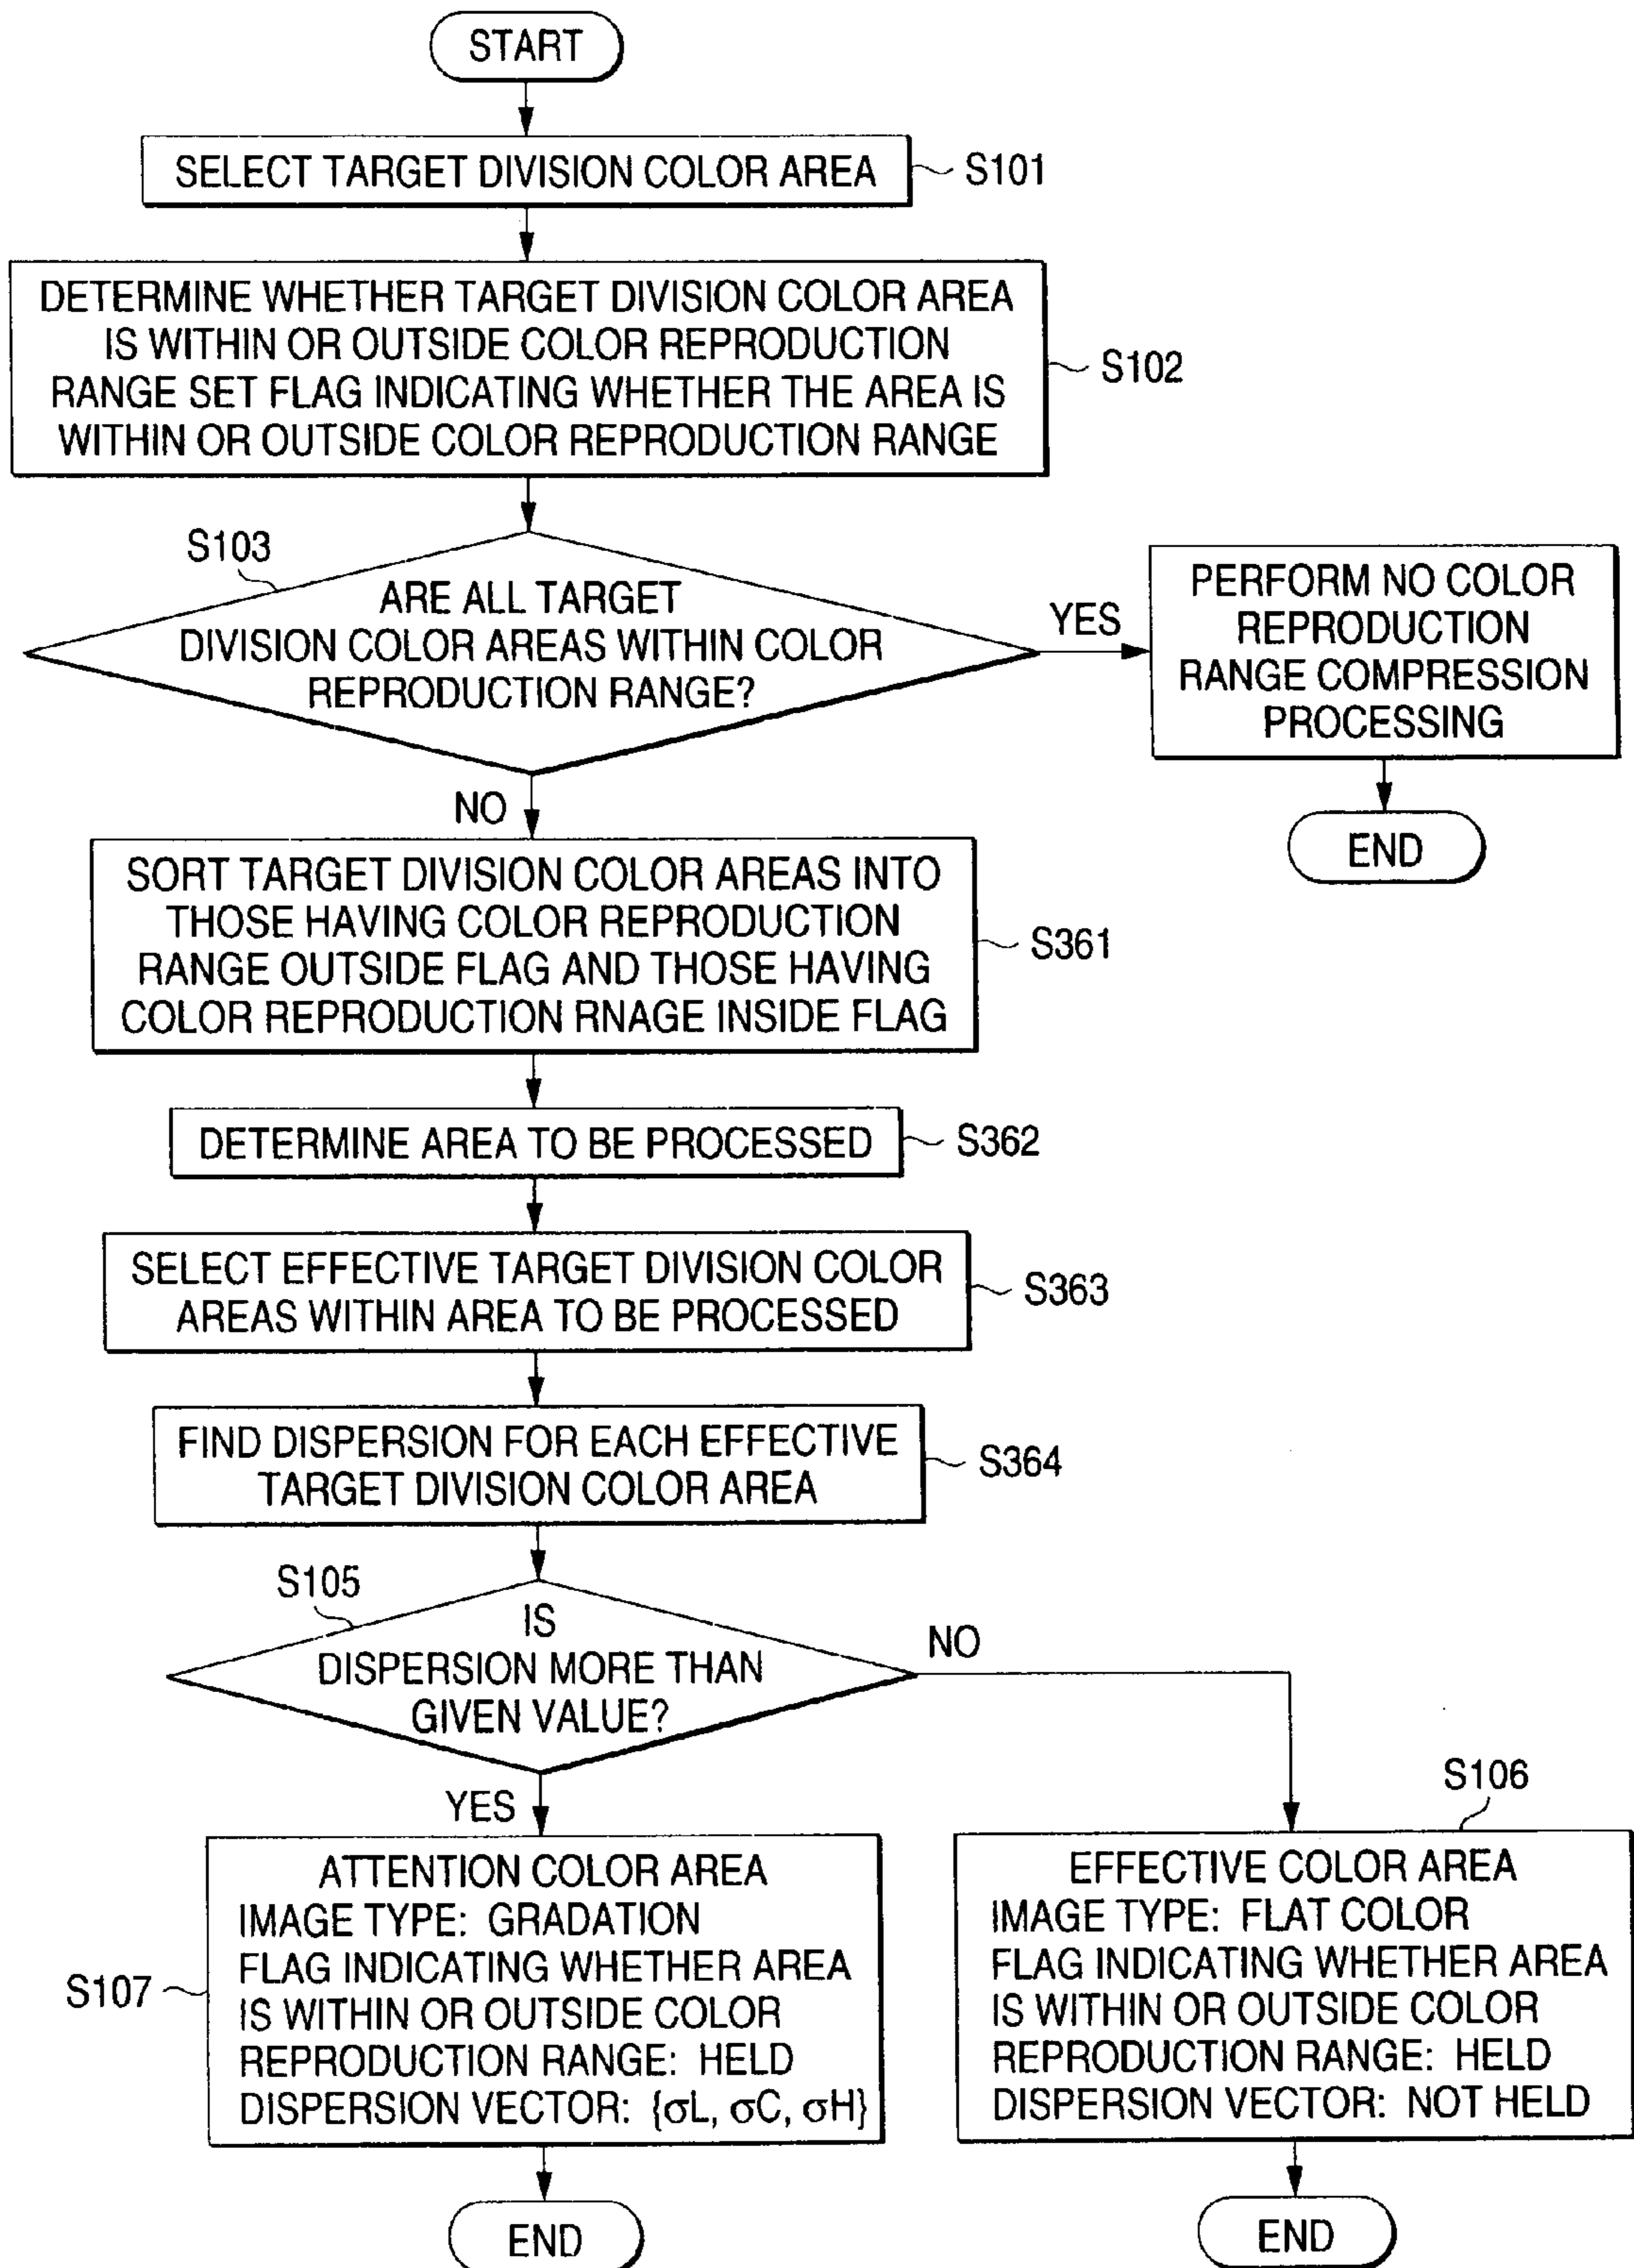 START
SELECT TARGET DIVISION COLOR AREA
S101
DETERMINE WHETHER TARGET DIVISION COLOR AREA
IS WITHIN OR OUTSIDE COLOR REPRODUCTION
RANGE SET FLAG INDICATING WHETHER THE AREA IS
WITHIN OR OUTSIDE COLOR REPRODUCTION RANGE
S102
S103
ARE ALL TARGET
DIVISION COLOR AREAS WITHIN COLOR
REPRODUCTION RANGE?
YES
PERFORM NO COLOR
REPRODUCTION
RANGE COMPRESSION
PROCESSING
END
NO
SORT TARGET DIVISION COLOR AREAS INTO
THOSE HAVING COLOR REPRODUCTION
RANGE OUTSIDE FLAG AND THOSE HAVING
COLOR REPRODUCTION RNAGE INSIDE FLAG
S361
DETERMINE AREA TO BE PROCESSED
S362
SELECT EFFECTIVE TARGET DIVISION COLOR
AREAS WITHIN AREA TO BE PROCESSED
S363
FIND DISPERSION FOR EACH EFFECTIVE
TARGET DIVISION COLOR AREA
S364
S105
IS
DISPERSION MORE THAN
GIVEN VALUE?
NO
YES
S107
ATTENTION COLOR AREA
IMAGE TYPE: GRADATION
FLAG INDICATING WHETHER AREA
IS WITHIN OR OUTSIDE COLOR
REPRODUCTION RANGE: HELD
DISPERSION VECTOR: {σL, σC, σH}
END
S106
EFFECTIVE COLOR AREA
IMAGE TYPE: FLAT COLOR
FLAG INDICATING WHETHER AREA
IS WITHIN OR OUTSIDE COLOR
REPRODUCTION RANGE: HELD
DISPERSION VECTOR: NOT HELD
END